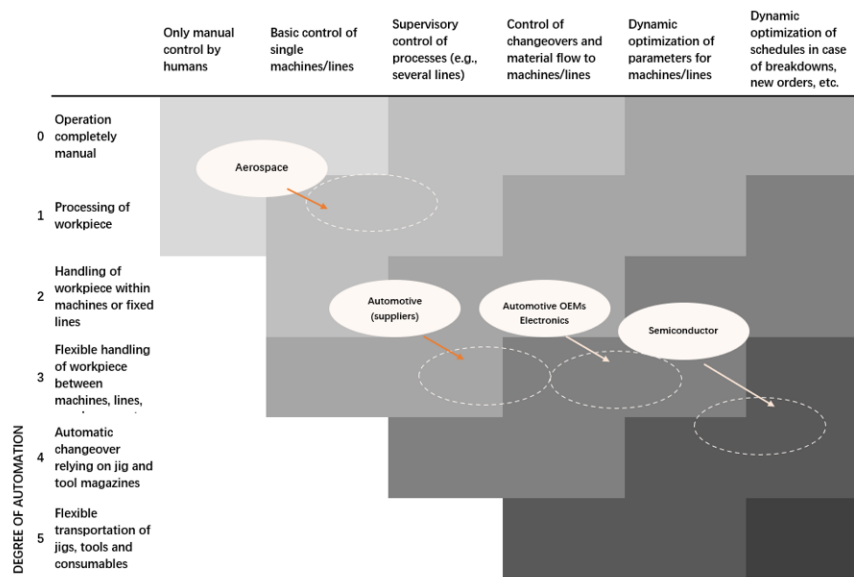 Only manual
control by
humans
Basic control of
single
machines/lines
Supervisory
control of
processes (e.g.,
several lines)
Control of
changeovers and
material flow to
machines/lines
Dynamic
optimization of
parameters for
machines/lines
Dynamic
optimization of
schedules in case
of breakdowns,
new orders, etc.
DEGREE OF AUTOMATION
0
Operation
completely
manual
1
Processing of
workpiece
2
Handling of
workpiece within
machines or fixed
lines
3
Flexible handling
of workpiece
between
machines, lines,
4
Automatic
changeover
relying on jig and
tool magazines
5
Flexible
transportation of
jigs, tools and
consumables
Aerospace
Automotive
(suppliers)
Automotive OEMs
Electronics
Semiconductor